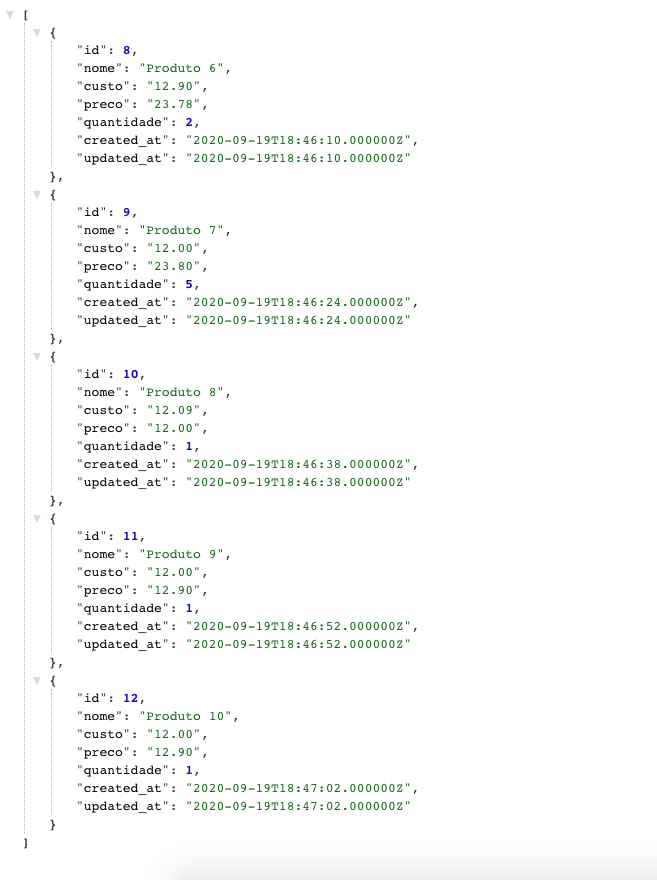 [
{
"id": 8,
"nome": "Produto 6",
"custo": "12.90",
"preco": "23.78",
"quantidade": 2,
"created_at": "2020-09-19T18:46:10.000000Z",
"updated_at": "2020-09-19T18:46:10.000000Z"
},
{
"id": 9,
"nome": "Produto 7",
"custo": "12.00",
"preco": "23.80",
"quantidade": 5,
"created_at": "2020-09-19T18:46:24.000000Z",
"updated_at": "2020-09-19T18:46:24.000000Z"
},
{
"id": 10,
"nome": "Produto 8",
"custo": "12.09",
"preco": "12.00",
"quantidade": 1,
"created_at": "2020-09-19T18:46:38.000000Z",
"updated_at": "2020-09-19T18:46:38.000000Z"
},
{
"id": 11,
"nome": "Produto 9",
"custo": "12.00",
"preco": "12.90",
"quantidade": 1,
"created_at": "2020-09-19T18:46:52.000000Z",
"updated_at": "2020-09-19T18:46:52.000000Z"
},
{
"id": 12,
"nome": "Produto 10",
"custo": "12.00",
"preco": "12.90",
"quantidade": 1,
"created_at": "2020-09-19T18:47:02.000000Z",
"updated_at": "2020-09-19T18:47:02.000000Z"
}
]